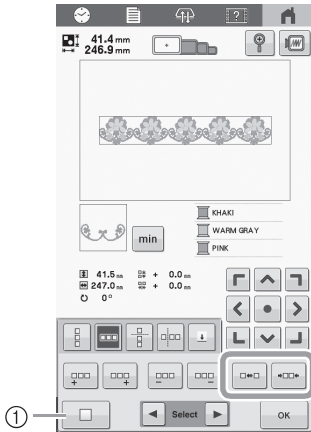 ?
41.4 mm
246.9 mm
KHAKI
WARM GRAY
PINK
min
41.5 mm + 0.0 mm
247.0 mm + 0.0 mm
0°
+ + - -
1 Select OK